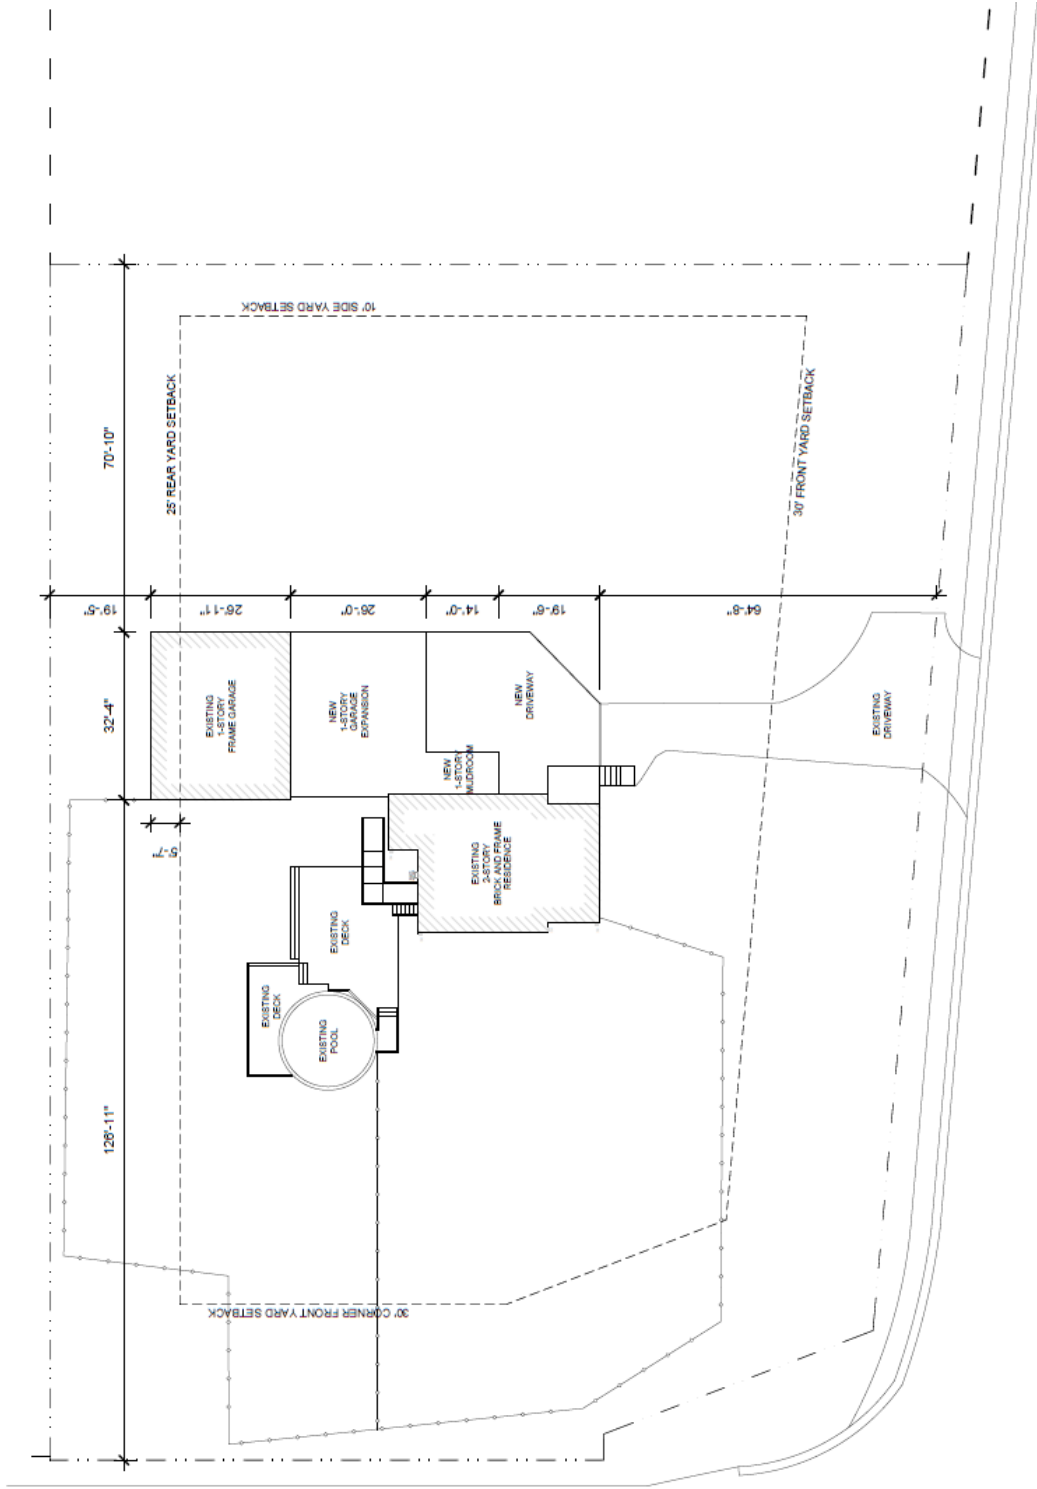 10' SIDE YARD SETBACK
25' REAR YARD SETBACK
30' FRONT YARD SETBACK
70'-10"
19'-5"
26'-11"
26'-0"
14'-0"
19'-6"
64'-8"
32'-4"
EXISTING
1-STORY
FRAME GARAGE
NEW
1-STORY
GARAGE
EXPANSION
NEW
DRIVEWAY
NEW
1-STORY
MUDROOM
EXISTING
DRIVEWAY
5'-7"
EXISTING
2-STORY
BRICK AND FRAME
RESIDENCE
EXISTING
DECK
EXISTING
DECK
EXISTING
POOL
126'-11"
30' CORNER FRONT YARD SETBACK